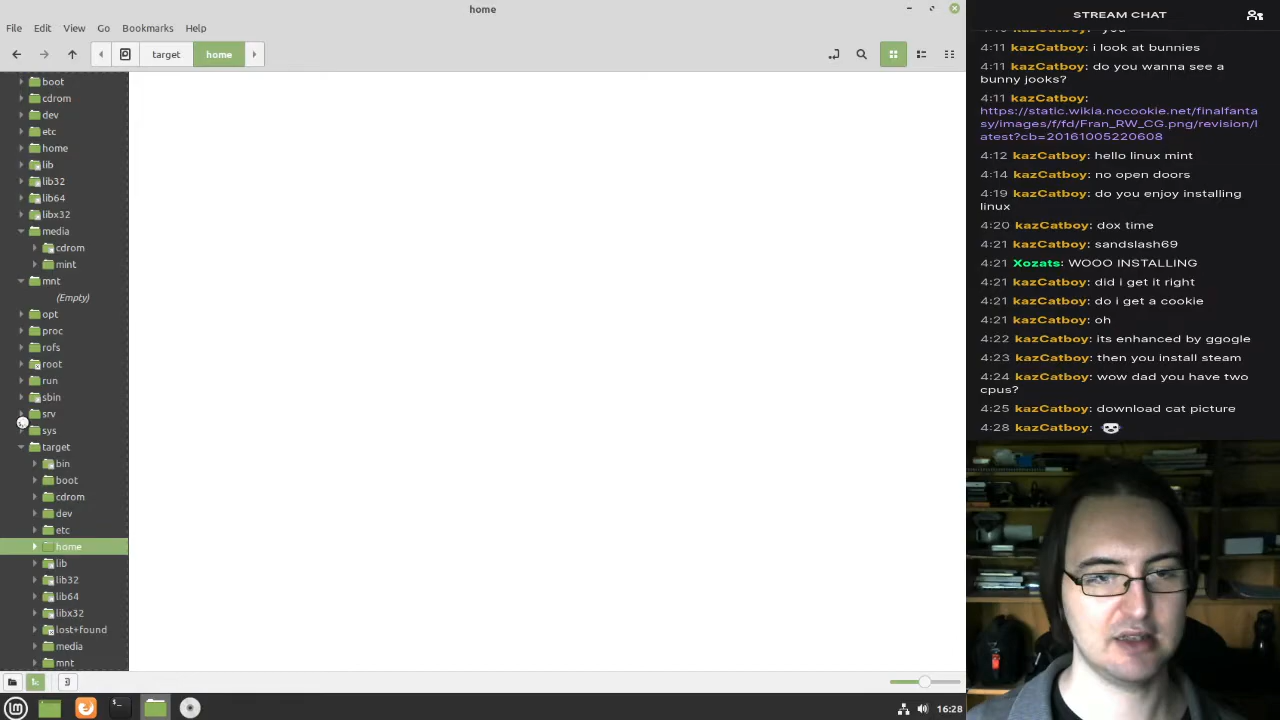 home
File Edit View Go Bookmarks Help
target home
boot
cdrom
dev
etc
home
lib
lib32
lib64
libx32
media
cdrom
mint
mnt
(Empty)
opt
proc
rofs
root
run
sbin
srv
sys
target
bin
boot
cdrom
dev
etc
home
lib
lib32
lib64
libx32
lost+found
media
mnt
16:28
STREAM CHAT
4:11 kazCatboy: i look at bunnies
4:11 kazCatboy: do you wanna see a
bunny jooks?
4:11 kazCatboy:
https://static.wikia.nocookie.net/finalfanta
sy/images/f/fd/Fran_RW_CG.png/revision/l
atest?cb=20161005220608
4:12 kazCatboy: hello linux mint
4:14 kazCatboy: no open doors
4:19 kazCatboy: do you enjoy installing
linux
4:20 kazCatboy: dox time
4:21 kazCatboy: sandslash69
4:21 Xozats: WOOO INSTALLING
4:21 kazCatboy: did i get it right
4:21 kazCatboy: do i get a cookie
4:21 kazCatboy: oh
4:22 kazCatboy: its enhanced by ggogle
4:23 kazCatboy: then you install steam
4:24 kazCatboy: wow dad you have two
cpus?
4:25 kazCatboy: download cat picture
4:28 kazCatboy: